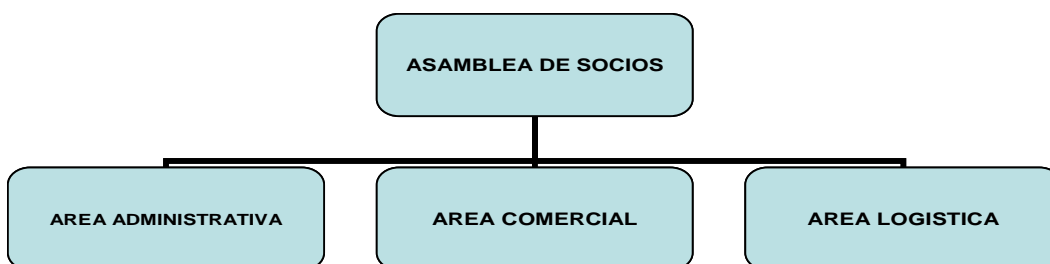 ASAMBLEA DE SOCIOS
AREA ADMINISTRATIVA
AREA COMERCIAL
AREA LOGISTICA